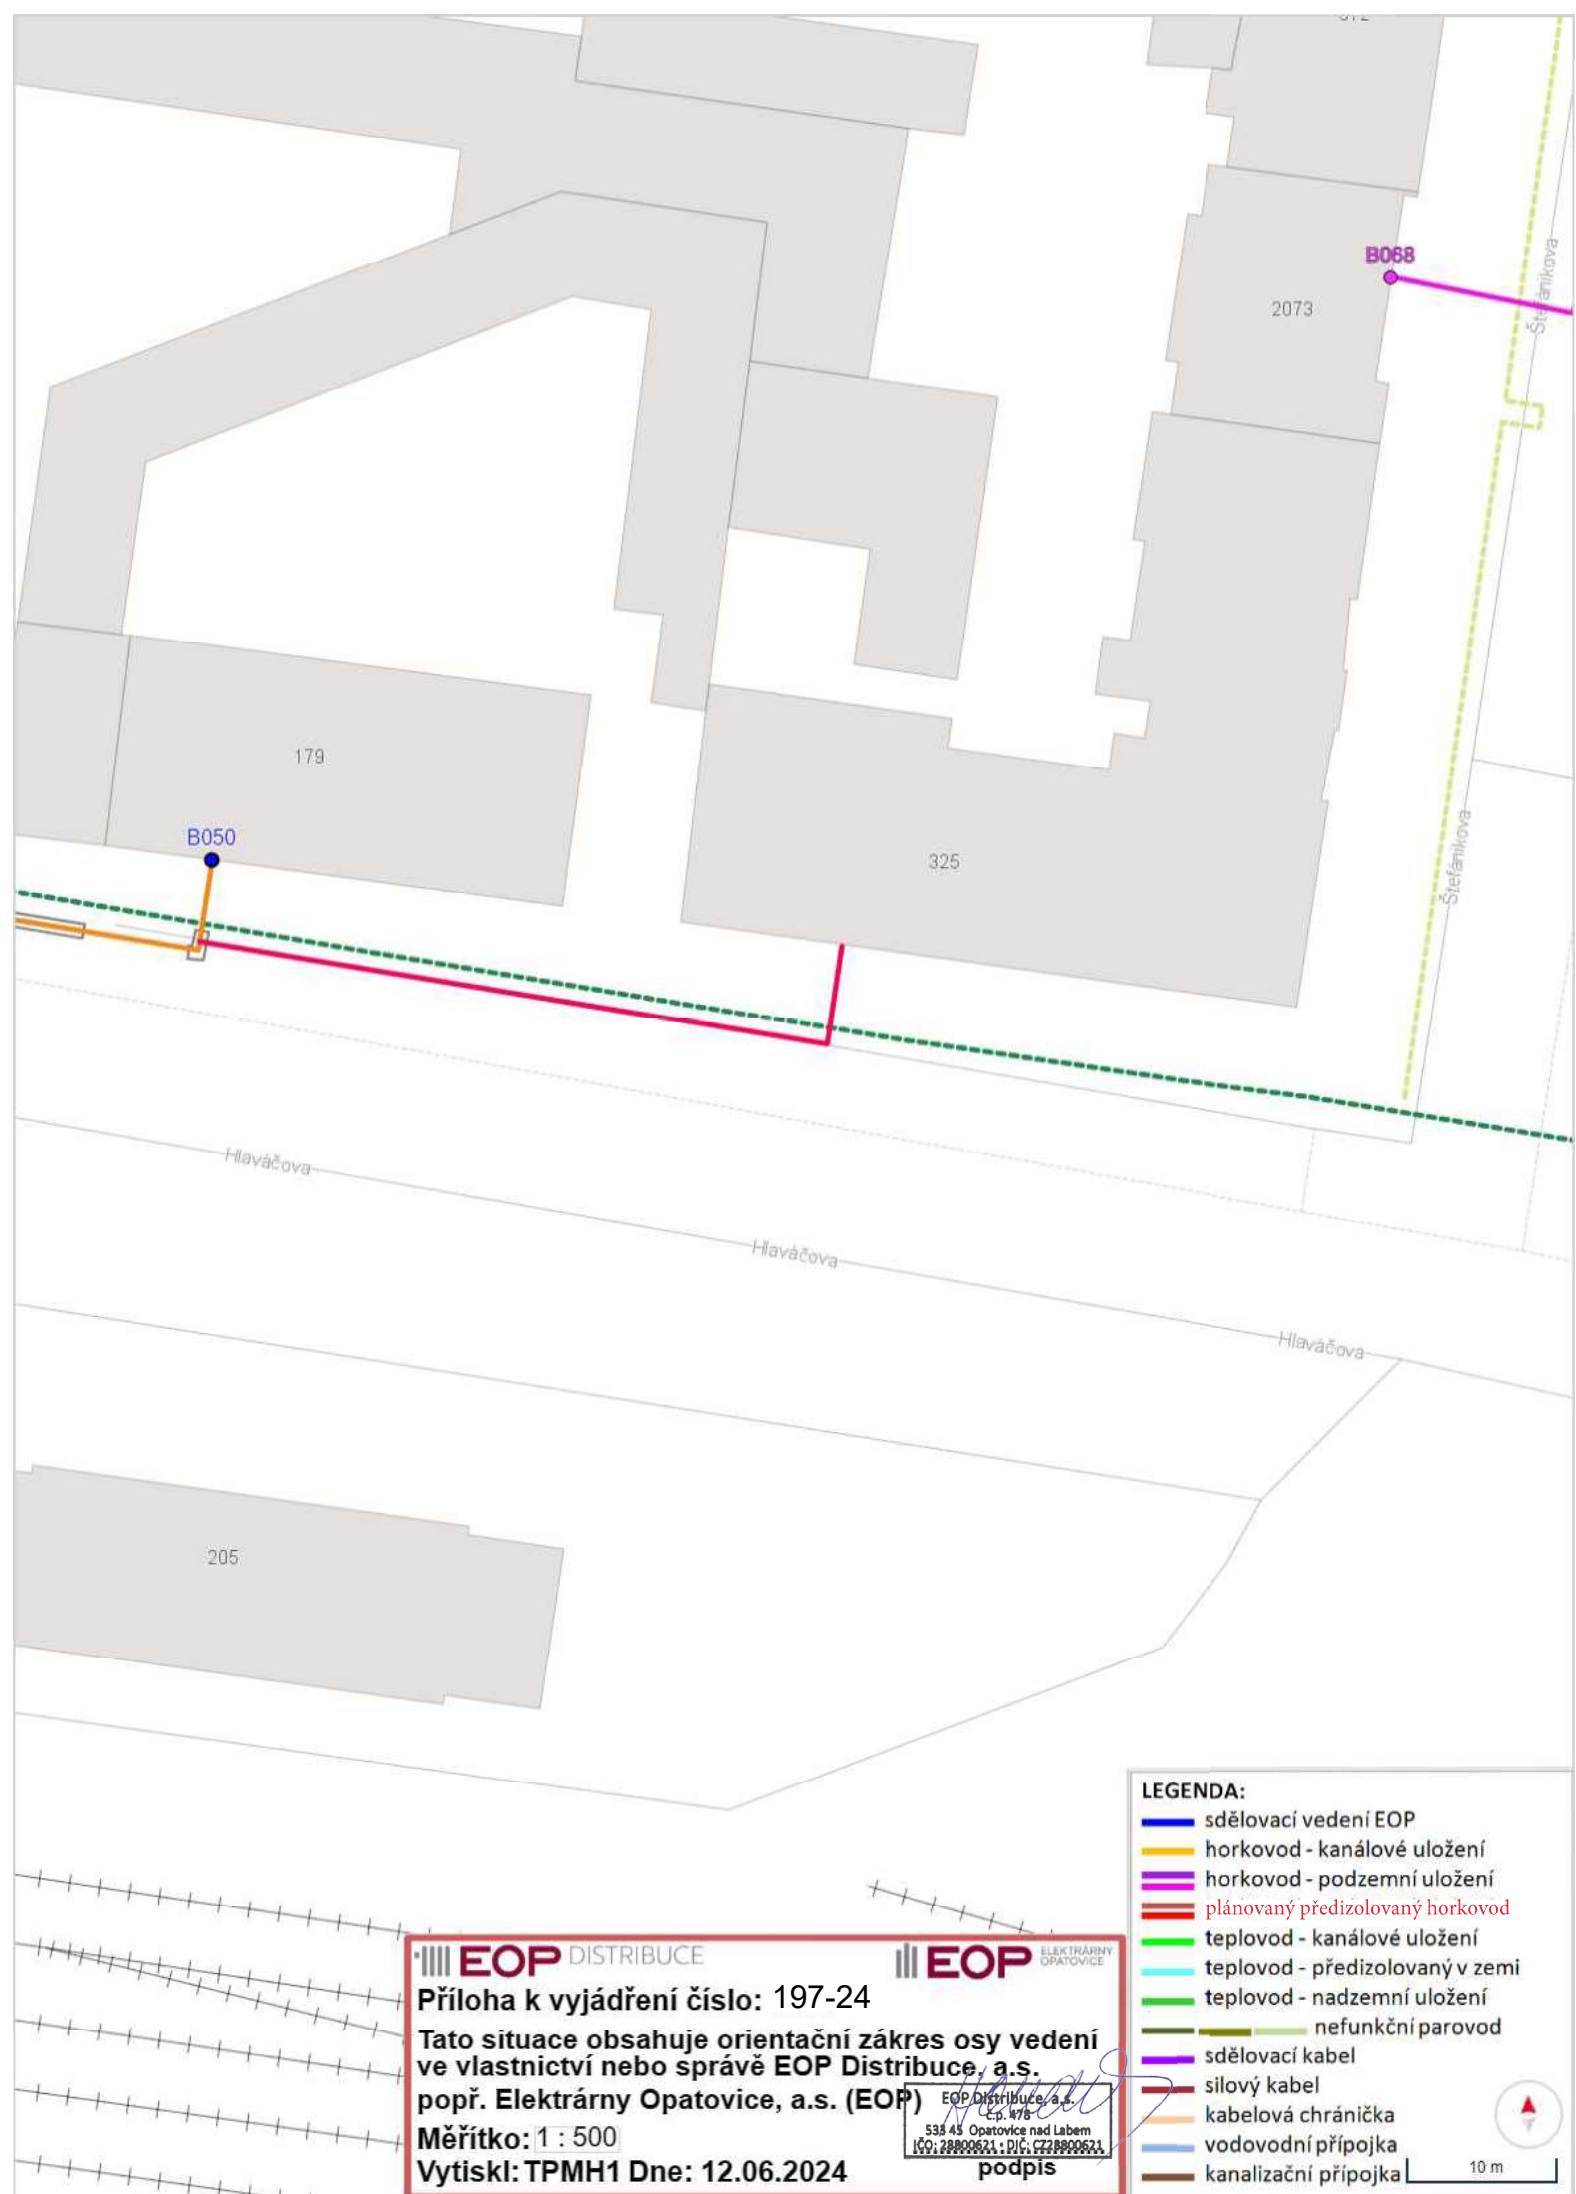 B068
Štefánikova
2073
179
B050
325
Štefánikova
Hlaváčova
Hlaváčova
Hlaváčova
205
LEGENDA:
sdělovací vedení EOP
horkovod - kanálové uložení
horkovod - podzemní uložení
plánovaný předizolovaný horkovod
teplovod - kanálové uložení
teplovod - předizolovaný v zemi
teplovod - nadzemní uložení
nefunkční parovod
sdělovací kabel
silový kabel
kabelová chránička
vodovodní přípojka
kanalizační přípojka
10 m
EOP DISTRIBUCE
EOP ELEKTRÁRNY OPATOVICE
Příloha k vyjádření číslo: 197-24
Tato situace obsahuje orientační zákres osy vedení
ve vlastnictví nebo správě EOP Distribuce, a.s.
popř. Elektrárny Opatovice, a.s. (EOP)
Měřítko: 1 : 500
Vytiskl: TPMH1 Dne: 12.06.2024
EOP Distribuce, a.s.
č.p. 478
533 45 Opatovice nad Labem
IČO: 28800621 • DIČ: CZ28800621
podpis